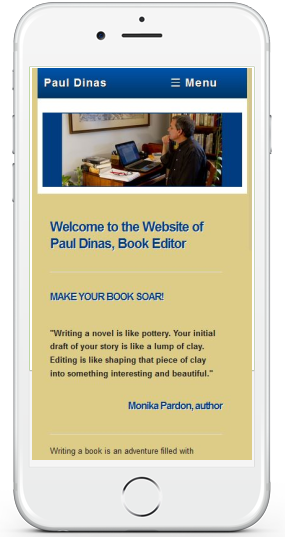 Paul Dinas ☰ Menu
Welcome to the Website of
Paul Dinas, Book Editor
MAKE YOUR BOOK SOAR!
"Writing a novel is like pottery. Your initial
draft of your story is like a lump of clay.
Editing is like shaping that piece of clay
into something interesting and beautiful."
Monika Pardon, author
Writing a book is an adventure filled with